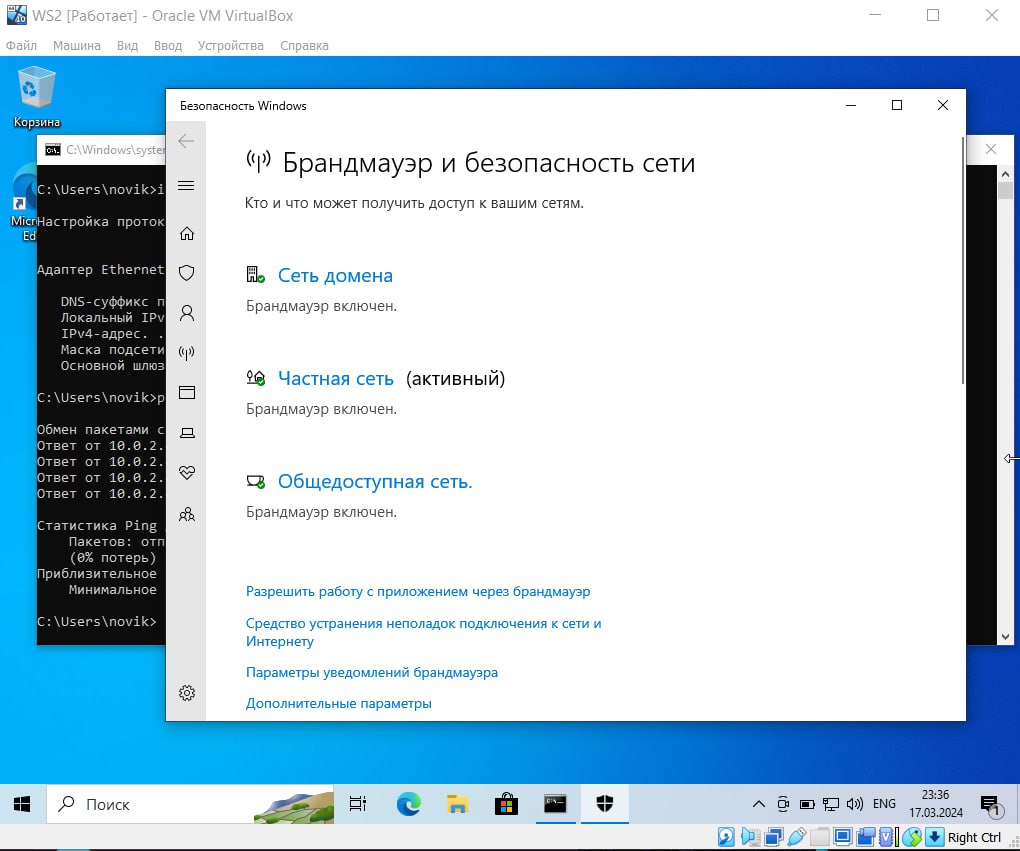 WS2 [Работает] - Oracle VM VirtualBox
Файл Машина Вид Ввод Устройства Справка
Корзина
Безопасность Windows
C:\Windows\syster
Брандмауэр и безопасность сети
Кто и что может получить доступ к вашим сетям.
C:\Users\novik>i
Micr
Ed
Настройка проток
Адаптер Ethernet
DNS-суффикс п
Локальный IPv
IPv4-адрес. .
Маска подсети
Основной шлюз
C:\Users\novik>p
Обмен пакетами с
Ответ от 10.0.2.
Ответ от 10.0.2.
Ответ от 10.0.2.
Ответ от 10.0.2.
Статистика Ping
Пакетов: отп
(0% потерь)
Приблизительное
Минимальное
C:\Users\novik>
Сеть домена
Брандмауэр включен.
Частная сеть (активный)
Брандмауэр включен.
Общедоступная сеть.
Брандмауэр включен.
Разрешить работу с приложением через брандмауэр
Средство устранения неполадок подключения к сети и
Интернету
Параметры уведомлений брандмауэра
Дополнительные параметры
Поиск
ENG
23:36
17.03.2024
1
Right Ctrl